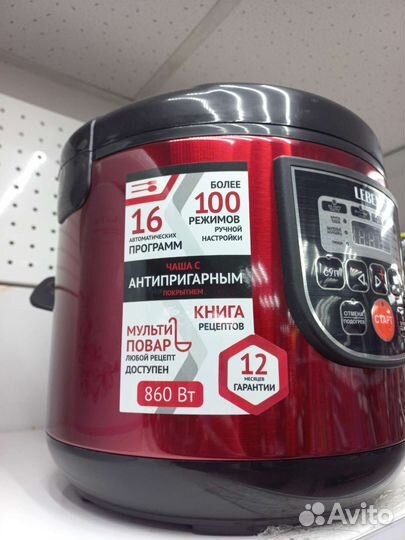 16
АВТОМАТИЧЕСКИХ
ПРОГРАММ
БОЛЕЕ
100
РЕЖИМОВ
РУЧНОЙ
НАСТРОЙКИ
ЧАША С
АНТИПРИГАРНЫМ
ПОКРЫТИЕМ
МУЛЬТИ
ПОВАР
ЛЮБОЙ РЕЦЕПТ
ДОСТУПЕН
КНИГА
РЕЦЕПТОВ
860 Вт
12
МЕСЯЦЕВ
ГАРАНТИИ
LEBE
ОТМЕНА
ПОДОГРЕВ
СТАРТ
Avito